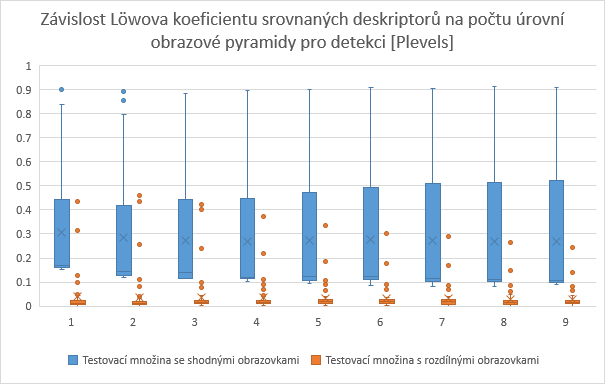 Závislost Löwova koeficientu srovnaných deskriptorů na počtu úrovní
obrazové pyramidy pro detekci [Plevels]
1
0.9
0.8
0.7
0.6
0.5
0.4
0.3
0.2
0.1
0
1 2 3 4 5 6 7 8 9
Testovací množina se shodnými obrazovkami Testovací množina s rozdílnými obrazovkami